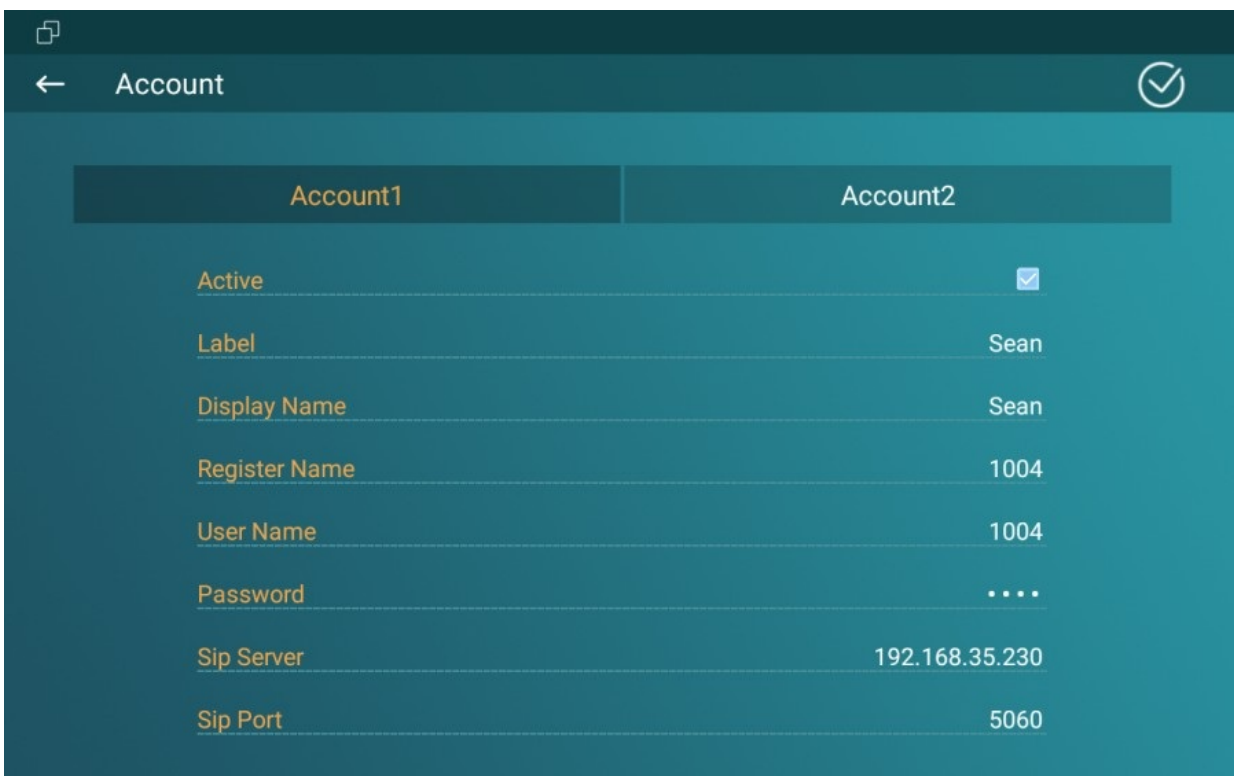 Account
Account1 Account2
Active
Label Sean
Display Name Sean
Register Name 1004
User Name 1004
Password ••••
Sip Server 192.168.35.230
Sip Port 5060